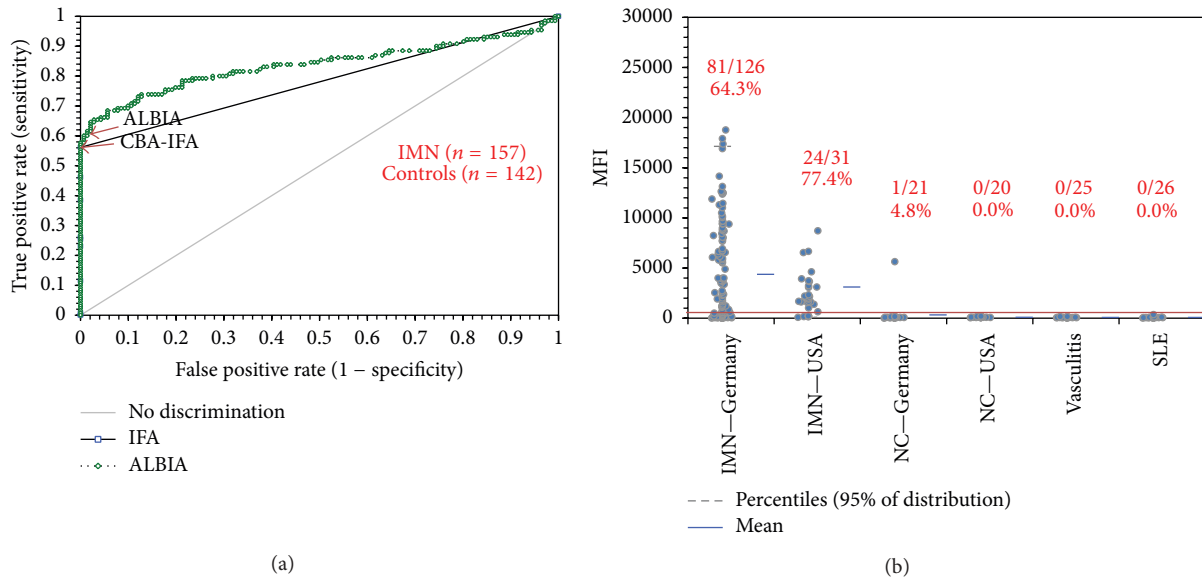 1
0.9
0.8
0.7
0.6
0.5
0.4
0.3
0.2
0.1
0
True positive rate (sensitivity)
ALBIA
CBA-IFA
IMN (n = 157)
Controls (n = 142)
0 0.1 0.2 0.3 0.4 0.5 0.6 0.7 0.8 0.9 1
False positive rate (1 − specificity)
No discrimination
IFA
ALBIA
(a)
30000
25000
20000
15000
10000
5000
0
MFI
81/126
64.3%
24/31
77.4%
1/21
4.8%
0/20
0.0%
0/25
0.0%
0/26
0.0%
IMN—Germany
IMN—USA
NC—Germany
NC—USA
Vasculitis
SLE
Percentiles (95% of distribution)
Mean
(b)